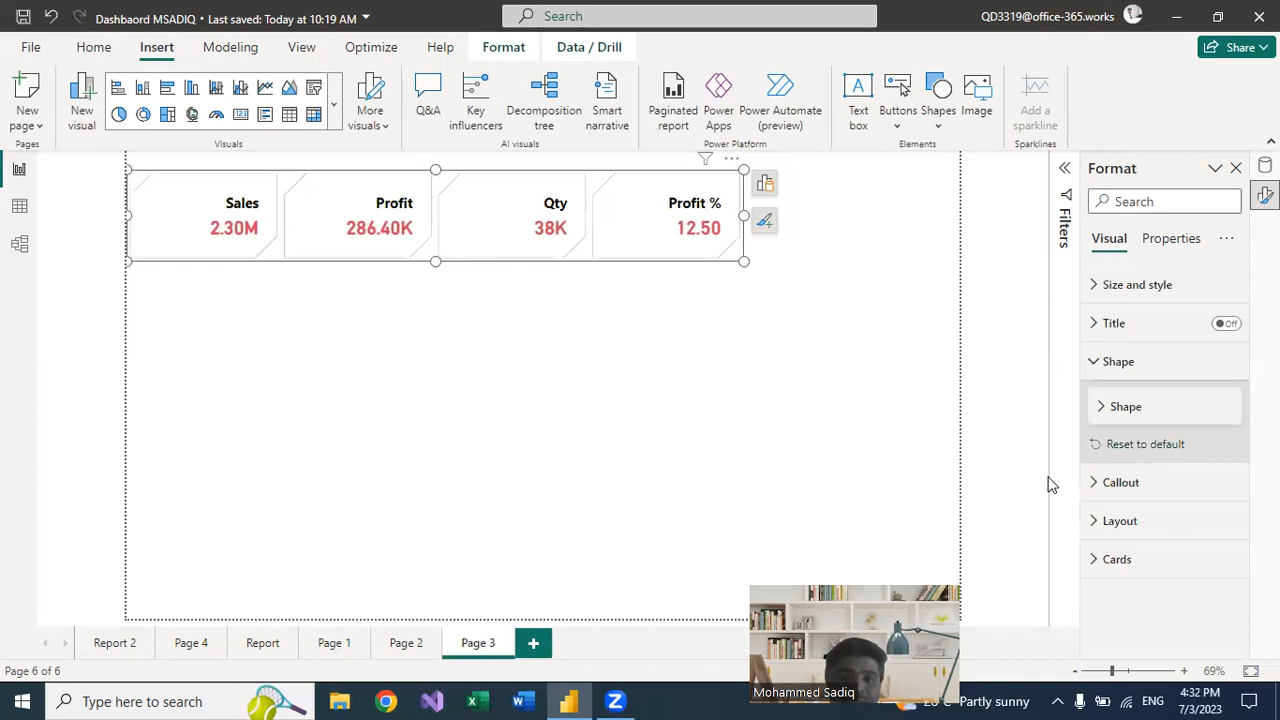 Dashbaord MSADIQ • Last saved: Today at 10:19 AM
Search
QD3319@office-365.works
File
Home
Insert
Modeling
View
Optimize
Help
Format
Data / Drill
Share
New page
New visual
More visuals
Q&A
Key influencers
Decomposition tree
Smart narrative
Paginated report
Power Apps
Power Automate (preview)
Text box
Buttons
Shapes
Image
Add a sparkline
Pages
Visuals
AI visuals
Power Platform
Elements
Sparklines
Sales
2.30M
Profit
286.40K
Qty
38K
Profit %
12.50
Filters
Format
Search
Visual
Properties
Size and style
Title
Off
Shape
Shape
Reset to default
Callout
Layout
Cards
Mohammed Sadiq
Report 2
Page 4
Report
Page 1
Page 2
Page 3
Page 6 of 6
69%
Type here to search
Partly sunny
ENG
4:32 PM
7/3/2023